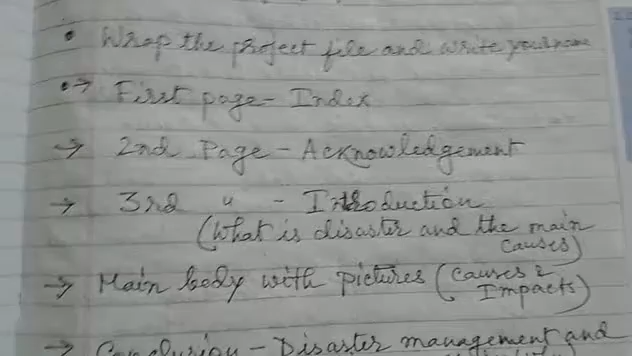 • Wrap the project file and write your name
•→ First page - Index
→ 2nd Page - Acknowledgement
→ 3rd " - Introduction
(What is disaster and the main
causes)
→ Main body with pictures (causes &
Impacts)
→ Conclusion - Disaster management and